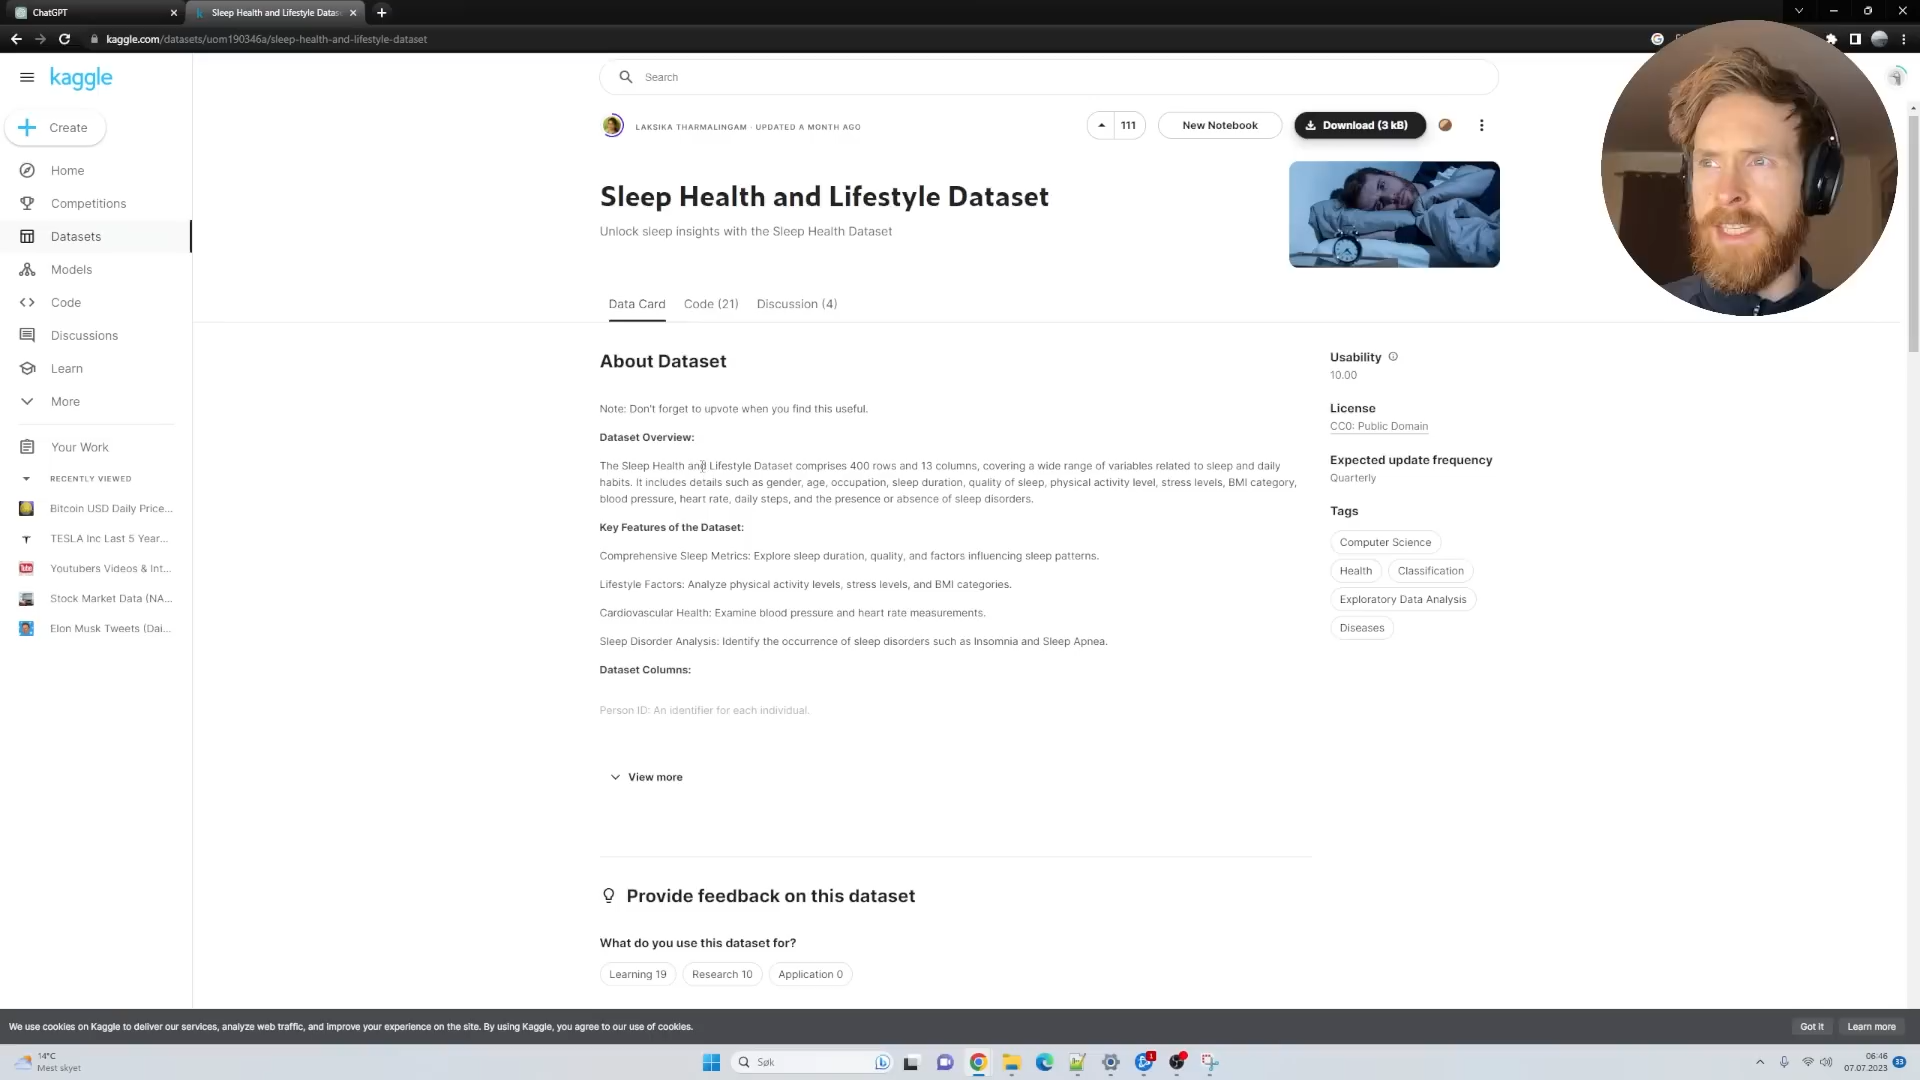 ChatGPT
Sleep Health and Lifestyle Datas
kaggle.com/datasets/uom190346a/sleep-health-and-lifestyle-dataset
kaggle
Search
Create
Home
Competitions
Datasets
Models
Code
Discussions
Learn
More
Your Work
RECENTLY VIEWED
Bitcoin USD Daily Price...
TESLA Inc Last 5 Year...
Youtubers Videos & Int...
Stock Market Data (NA...
Elon Musk Tweets (Dai...
LAKSIKA THARMALINGAM · UPDATED A MONTH AGO
111
New Notebook
Download (3 kB)
Sleep Health and Lifestyle Dataset
Unlock sleep insights with the Sleep Health Dataset
Data Card
Code (21)
Discussion (4)
About Dataset
Note: Don't forget to upvote when you find this useful.
Dataset Overview:
The Sleep Health and Lifestyle Dataset comprises 400 rows and 13 columns, covering a wide range of variables related to sleep and daily
habits. It includes details such as gender, age, occupation, sleep duration, quality of sleep, physical activity level, stress levels, BMI category,
blood pressure, heart rate, daily steps, and the presence or absence of sleep disorders.
Key Features of the Dataset:
Comprehensive Sleep Metrics: Explore sleep duration, quality, and factors influencing sleep patterns.
Lifestyle Factors: Analyze physical activity levels, stress levels, and BMI categories.
Cardiovascular Health: Examine blood pressure and heart rate measurements.
Sleep Disorder Analysis: Identify the occurrence of sleep disorders such as Insomnia and Sleep Apnea.
Dataset Columns:
Person ID: An identifier for each individual.
View more
Usability
10.00
License
CC0: Public Domain
Expected update frequency
Quarterly
Tags
Computer Science
Health
Classification
Exploratory Data Analysis
Diseases
Provide feedback on this dataset
What do you use this dataset for?
Learning 19
Research 10
Application 0
We use cookies on Kaggle to deliver our services, analyze web traffic, and improve your experience on the site. By using Kaggle, you agree to our use of cookies.
Got it
Learn more
14°C
Mest skyet
Søk
1
06:46
07.07.2023
33